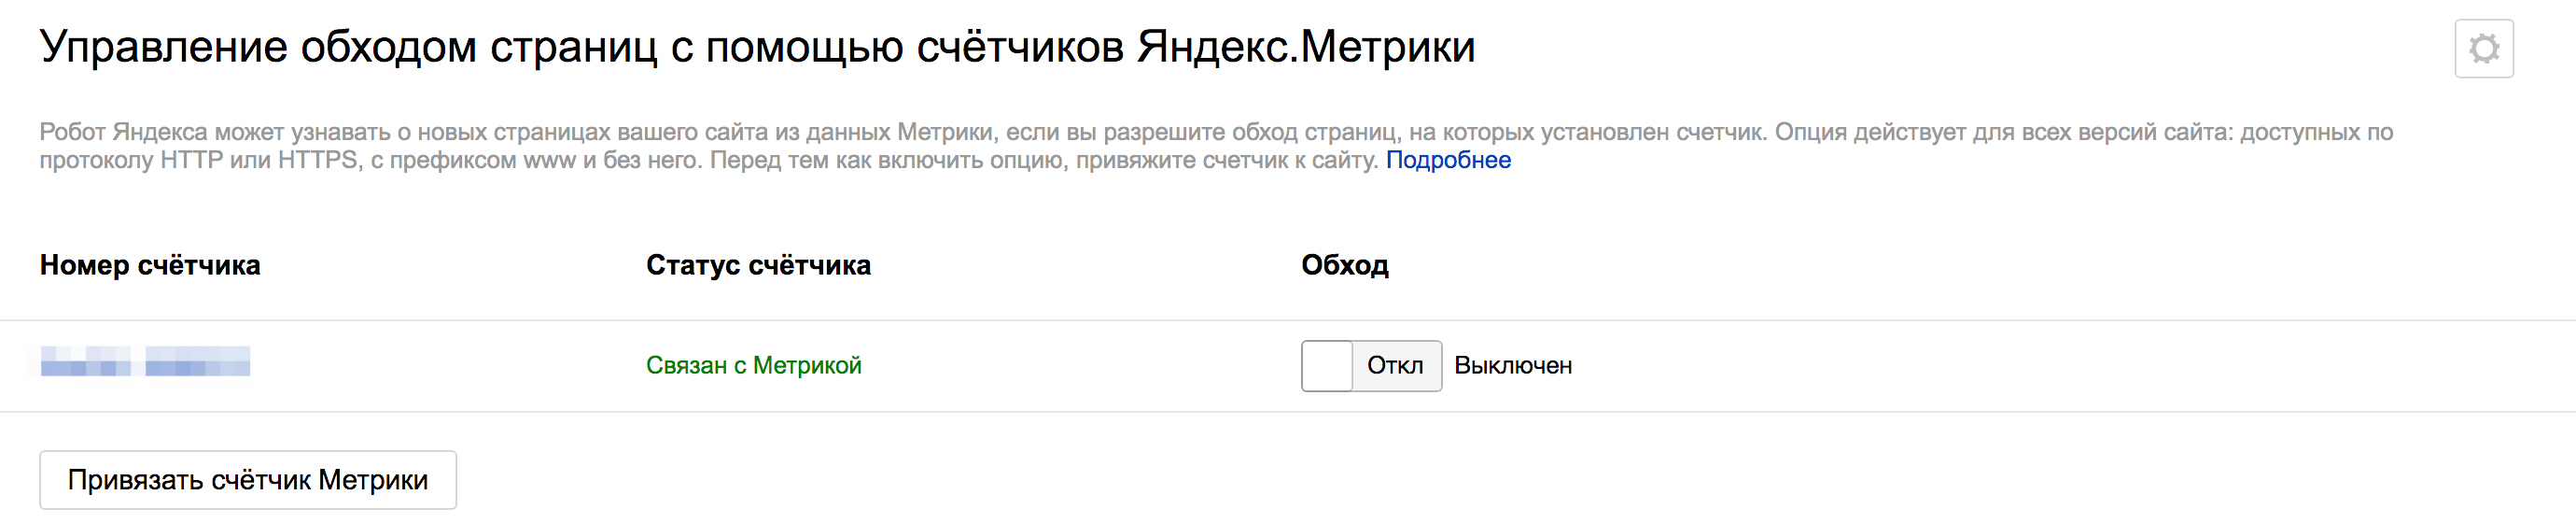 Управление обходом страниц с помощью счётчиков Яндекс.Метрики
Робот Яндекса может узнавать о новых страницах вашего сайта из данных Метрики, если вы разрешите обход страниц, на которых установлен счетчик. Опция действует для всех версий сайта: доступных по
протоколу HTTP или HTTPS, с префиксом www и без него. Перед тем как включить опцию, привяжите счетчик к сайту. Подробнее
Номер счётчика Статус счётчика Обход
Связан с Метрикой Откл Выключен
Привязать счётчик Метрики